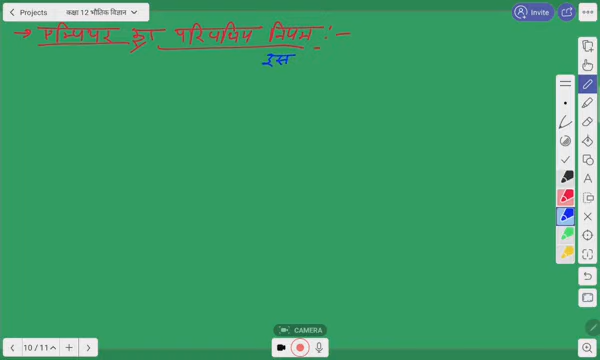 Projects कक्षा 12 भौतिक विज्ञान Invite
→ एम्पियर का परिपथिय नियम :-
इस
A
CAMERA
10 / 11